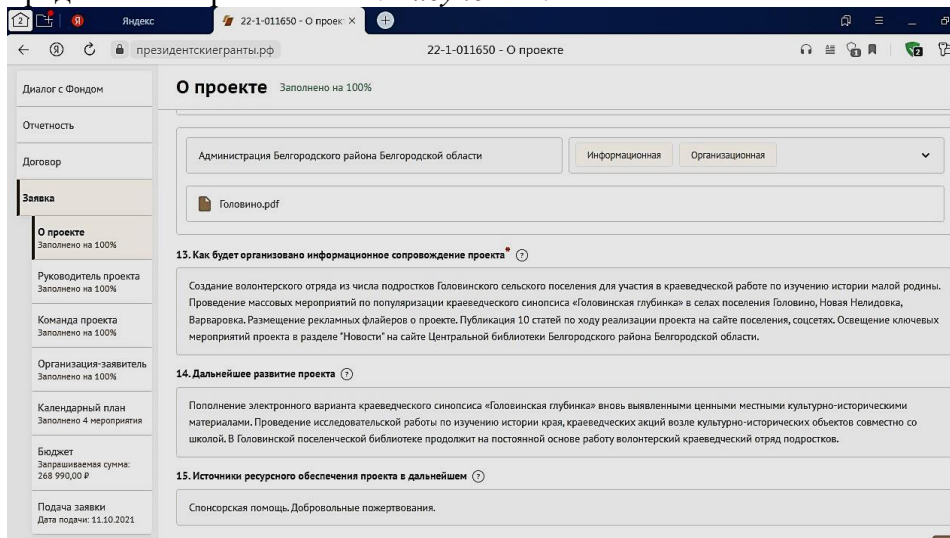 2
Я
Яндекс
22-1-011650 - О проек
президентскиегранты.рф
22-1-011650 - О проекте
Диалог с Фондом
Отчетность
Договор
Заявка
О проекте
Заполнено на 100%
Руководитель проекта
Заполнено на 100%
Команда проекта
Заполнено на 100%
Организация-заявитель
Заполнено на 100%
Календарный план
Заполнено 4 мероприятия
Бюджет
Запрашиваемая сумма:
268 990,00 ₽
Подача заявки
Дата подачи: 11.10.2021
О проекте Заполнено на 100%
Администрация Белгородского района Белгородской области
Информационная Организационная
Головино.pdf
13. Как будет организовано информационное сопровождение проекта*
Создание волонтерского отряда из числа подростков Головинского сельского поселения для участия в краеведческой работе по изучению истории малой родины.
Проведение массовых мероприятий по популяризации краеведческого синопсиса «Головинская глубинка» в селах поселения Головино, Новая Нелидовка,
Варваровка. Размещение рекламных флайеров о проекте. Публикация 10 статей по ходу реализации проекта на сайте поселения, соцсетях. Освещение ключевых
мероприятий проекта в разделе "Новости" на сайте Центральной библиотеки Белгородского района Белгородской области.
14. Дальнейшее развитие проекта
Пополнение электронного варианта краеведческого синопсиса «Головинская глубинка» вновь выявленными ценными местными культурно-историческими
материалами. Проведение исследовательской работы по изучению истории края, краеведческих акций возле культурно-исторических объектов совместно со
школой. В Головинской поселенческой библиотеке продолжит на постоянной основе работу волонтерский краеведческий отряд подростков.
15. Источники ресурсного обеспечения проекта в дальнейшем
Спонсорская помощь. Добровольные пожертвования.